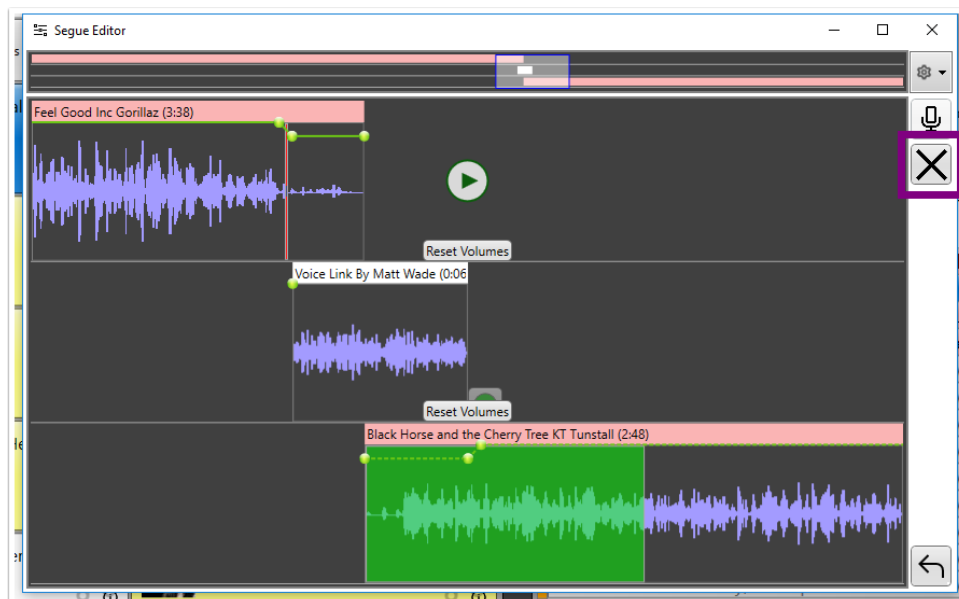 Segue Editor
Feel Good Inc Gorillaz (3:38)
Reset Volumes
Voice Link By Matt Wade (0:06
Reset Volumes
Black Horse and the Cherry Tree KT Tunstall (2:48)